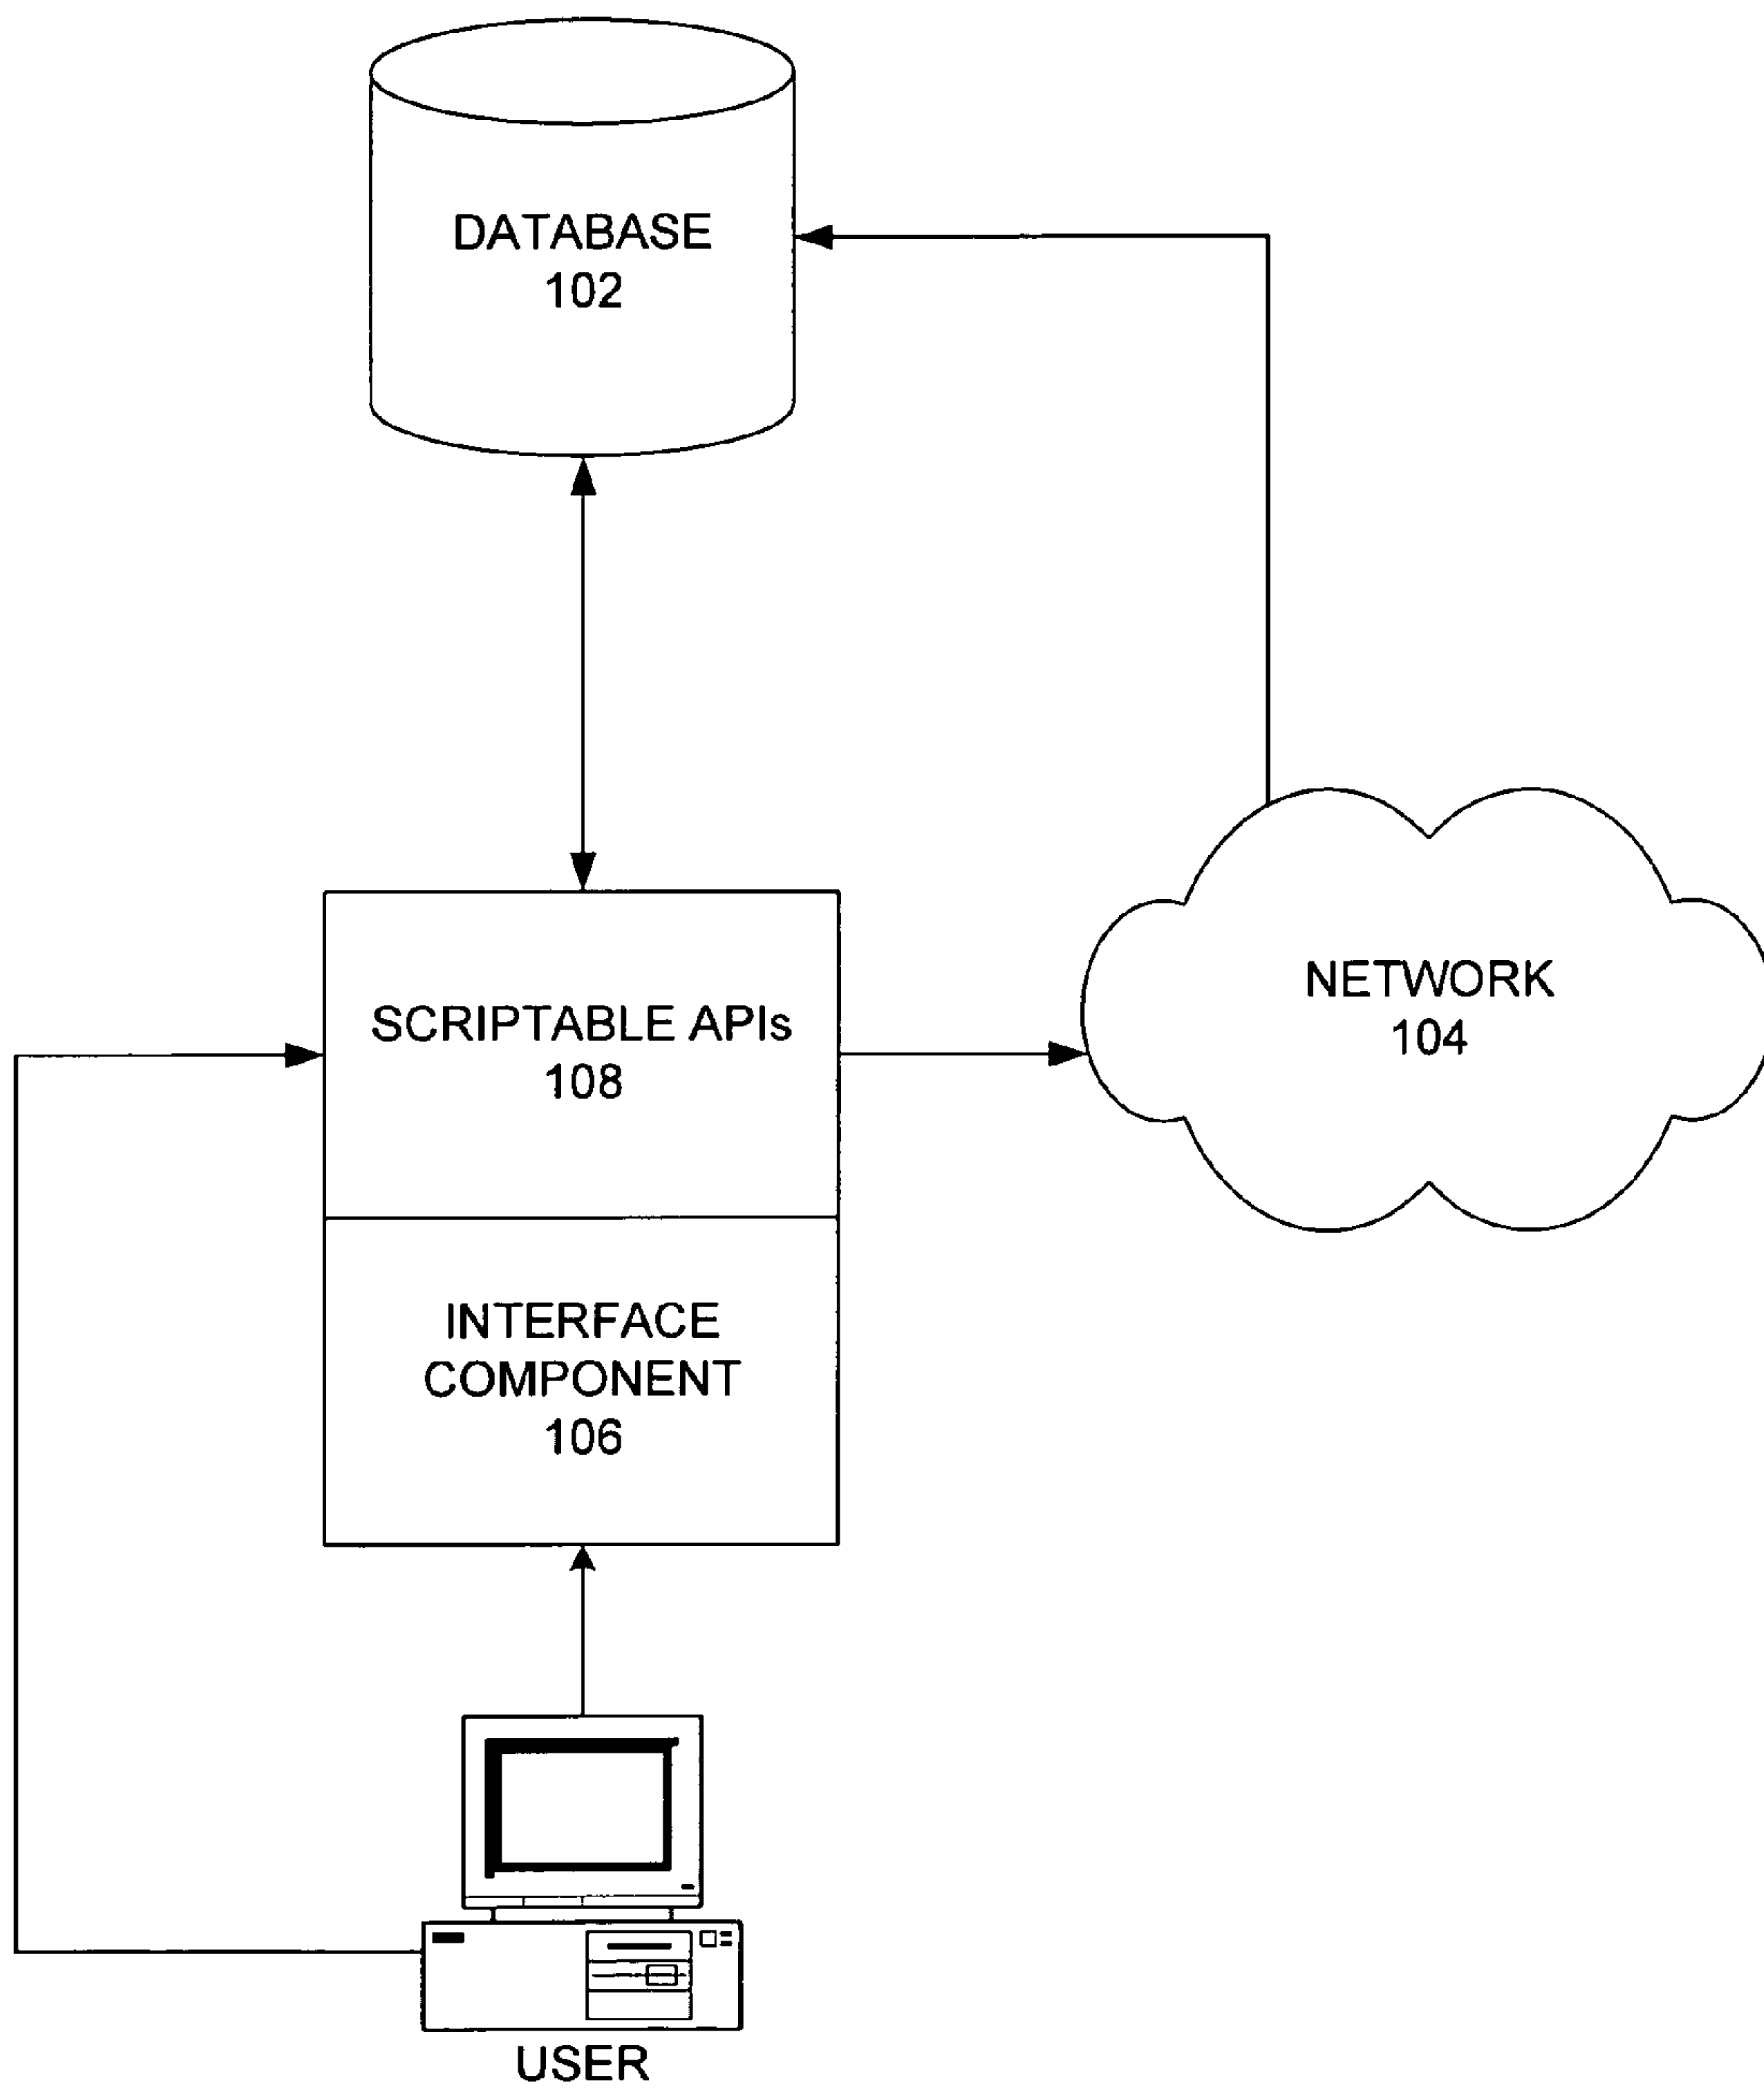 DATABASE
102
NETWORK
104
SCRIPTABLE APIs
108
INTERFACE
COMPONENT
106
USER